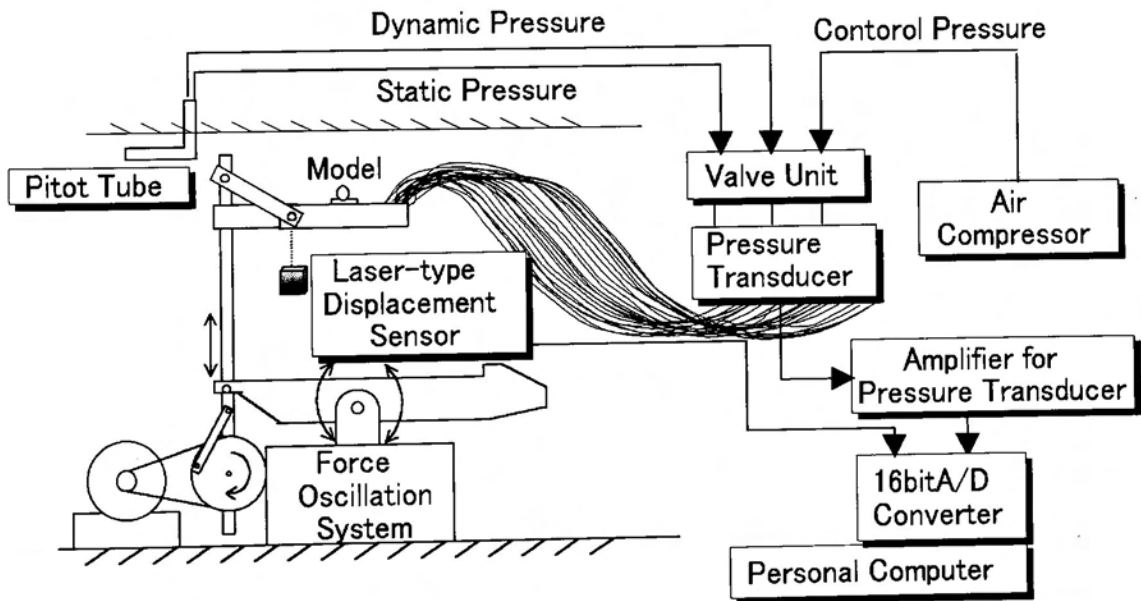 Dynamic Pressure
Contorol Pressure
Static Pressure
Pitot Tube
Model
Valve Unit
Air
Compressor
Pressure
Transducer
Laser-type
Displacement
Sensor
Amplifier for
Pressure Transducer
Force
Oscillation
System
16bitA/D
Converter
Personal Computer